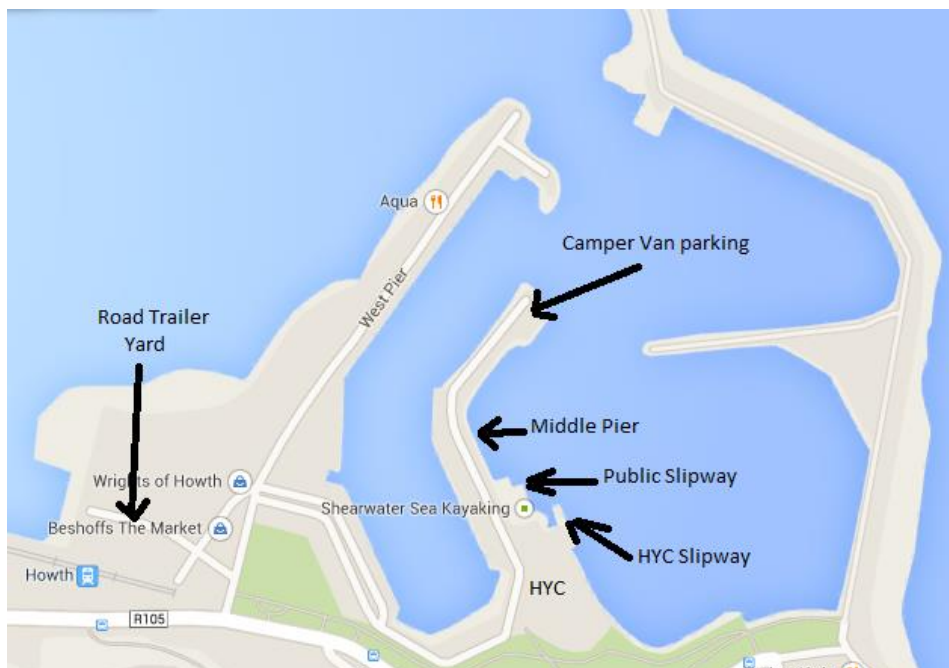 Aqua
Camper Van parking
West Pier
Road Trailer
Yard
Middle Pier
Wrights of Howth
Public Slipway
Shearwater Sea Kayaking
Beshoffs The Market
HYC Slipway
Howth
HYC
R105